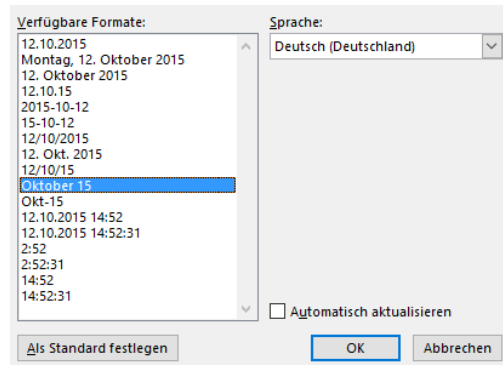 Verfügbare Formate:
Sprache:
12.10.2015
Montag, 12. Oktober 2015
12. Oktober 2015
12.10.15
2015-10-12
15-10-12
12/10/2015
12. Okt. 2015
12/10/15
Oktober 15
Okt-15
12.10.2015 14:52
12.10.2015 14:52:31
2:52
2:52:31
14:52
14:52:31
Deutsch (Deutschland)
Automatisch aktualisieren
Als Standard festlegen
OK
Abbrechen